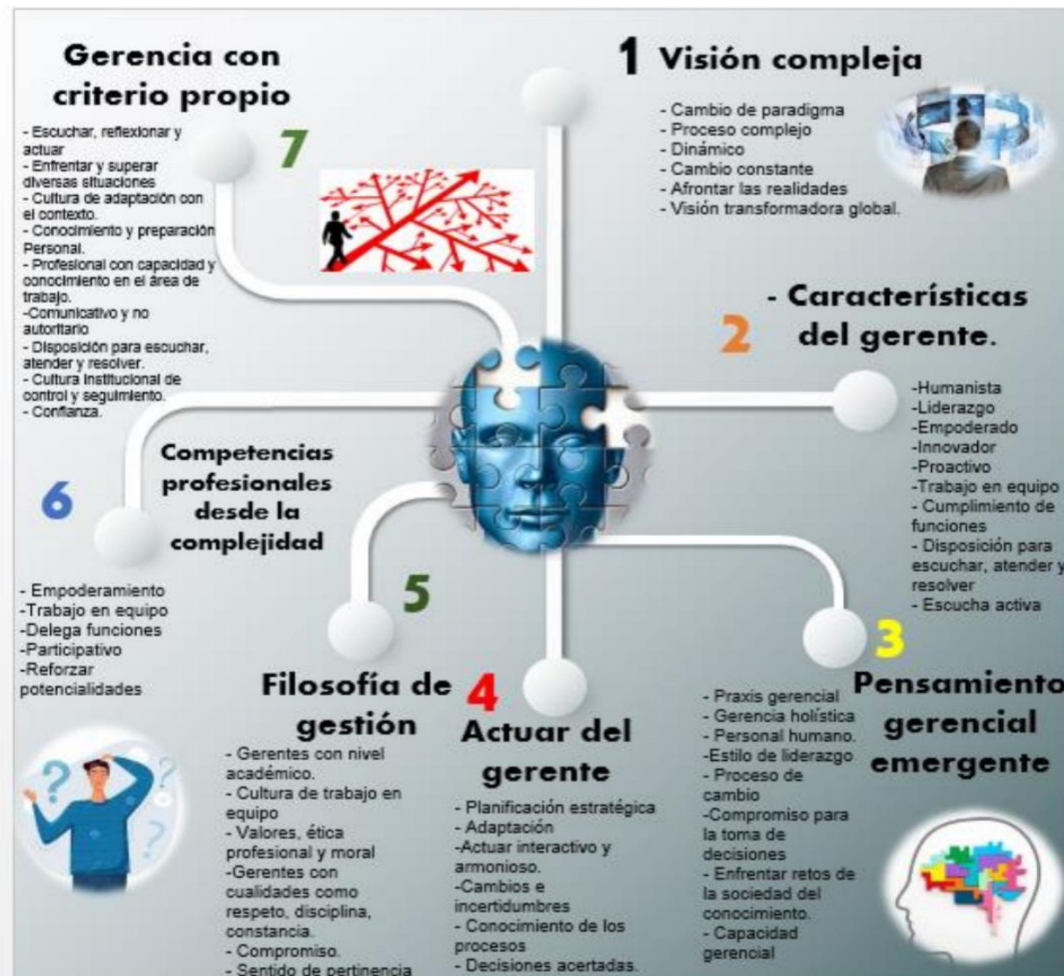 1 Visión compleja
- Cambio de paradigma
- Proceso complejo
- Dinámico
- Cambio constante
- Afrontar las realidades
- Visión transformadora global.
2
- Características
del gerente.
-Humanista
-Liderazgo
-Empoderado
-Innovador
-Proactivo
-Trabajo en equipo
- Cumplimiento de
funciones
- Disposición para
escuchar, atender y
resolver
- Escucha activa
3
Pensamiento
gerencial
emergente
- Praxis gerencial
- Gerencia holística
- Personal humano.
-Estilo de liderazgo
- Proceso de
cambio
-Compromiso para
la toma de
decisiones
- Enfrentar retos de
la sociedad del
conocimiento.
- Capacidad
gerencial
4
Actuar del
gerente
- Planificación estratégica
- Adaptación
-Actuar interactivo y
armonioso.
-Cambios e
incertidumbres
- Conocimiento de los
procesos
- Decisiones acertadas.
5
Filosofía de
gestión
- Gerentes con nivel
académico.
- Cultura de trabajo en
equipo
- Valores, ética
profesional y moral
-Gerentes con
cualidades como
respeto, disciplina,
constancia.
- Compromiso.
- Sentido de pertinencia
6
Competencias
profesionales
desde la
complejidad
- Empoderamiento
-Trabajo en equipo
-Delega funciones
-Participativo
-Reforzar
potencialidades
7
Gerencia con
criterio propio
- Escuchar, reflexionar y
actuar
- Enfrentar y superar
diversas situaciones
- Cultura de adaptación con
el contexto.
- Conocimiento y preparación
Personal.
- Profesional con capacidad y
conocimiento en el área de
trabajo.
-Comunicativo y no
autoritario
- Disposición para escuchar,
atender y resolver.
- Cultura Institucional de
control y seguimiento.
- Confianza.